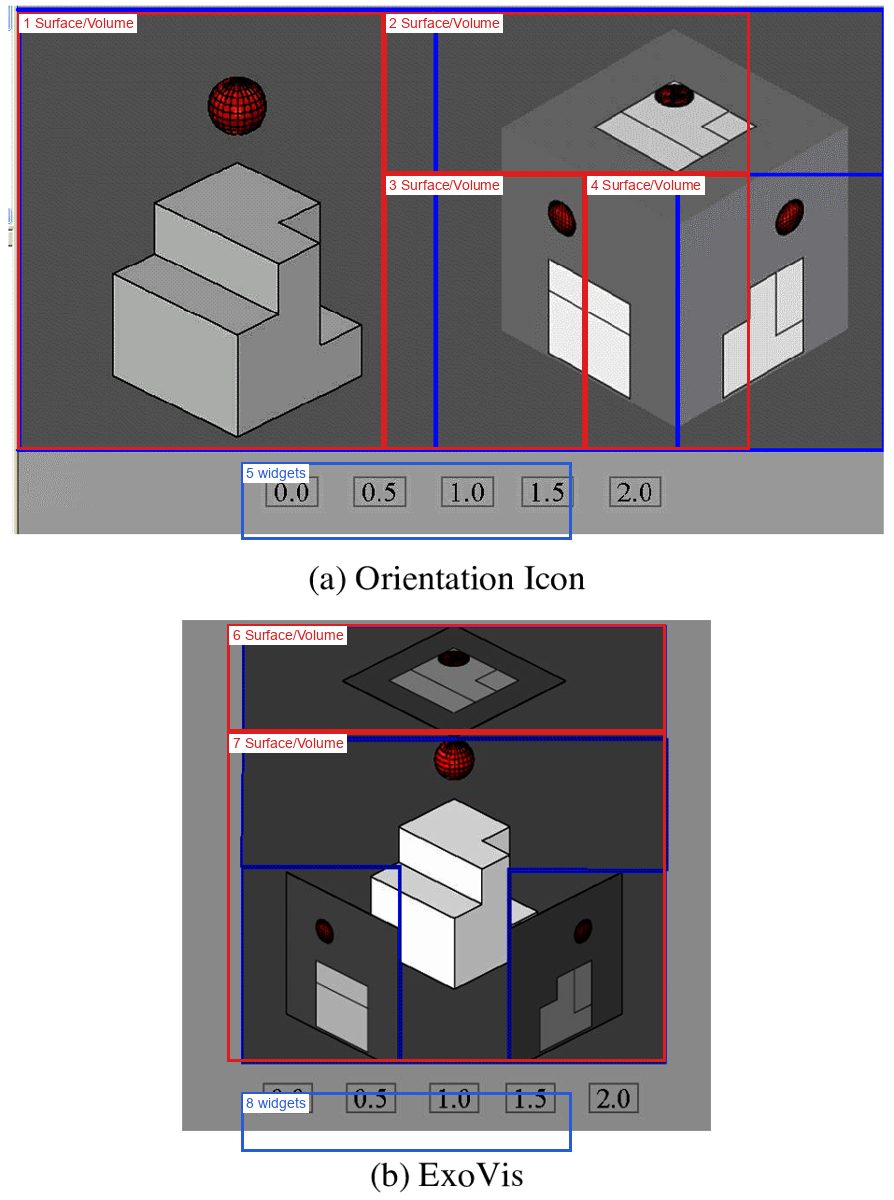 1 Surface/Volume
2 Surface/Volume
3 Surface/Volume
4 Surface/Volume
5 widgets
0.0 0.5 1.0 1.5 2.0
(a) Orientation Icon
6 Surface/Volume
7 Surface/Volume
8 widgets
0.5 1.0 1.5 2.0
(b) ExoVis